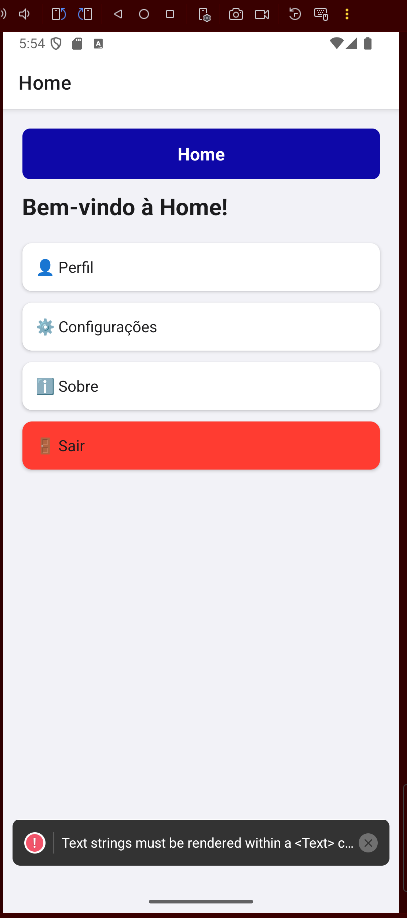 5:54
Home
Home
Bem-vindo à Home!
Perfil
Configurações
Sobre
Sair
Text strings must be rendered within a <Text> c...